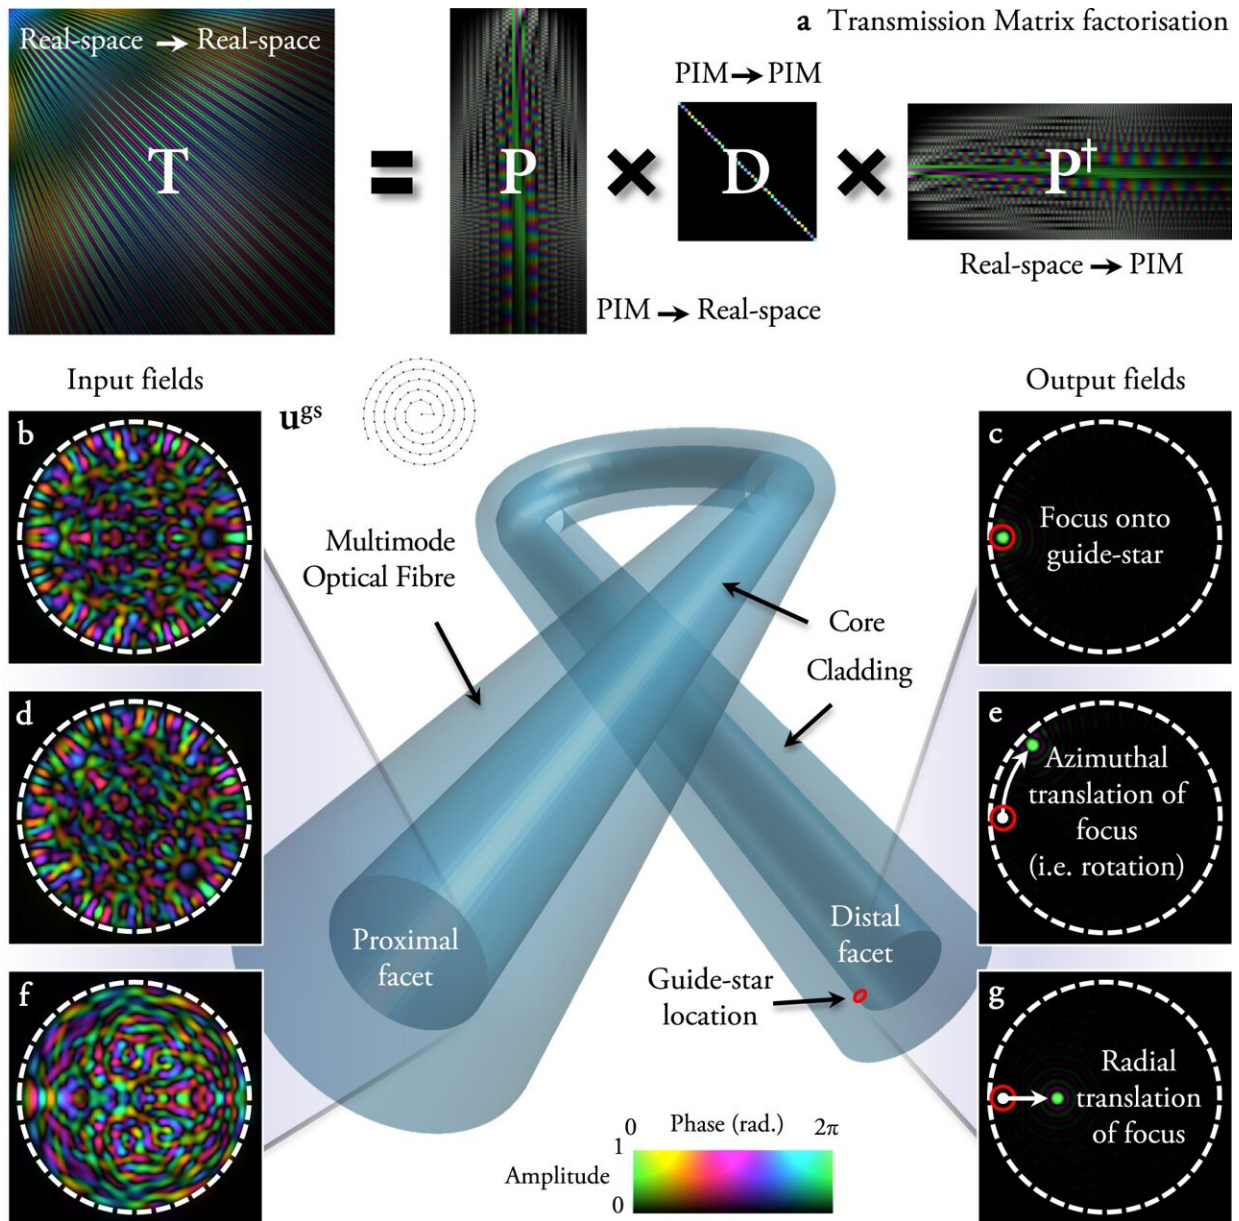 a Transmission Matrix factorisation
Real-space → Real-space
PIM → PIM
T = P × D × P†
Real-space → PIM
PIM → Real-space
Input fields
Output fields
b
u^gs
c
Focus onto
guide-star
Multimode
Optical Fibre
Core
Cladding
d
e
Azimuthal
translation of
focus
(i.e. rotation)
Proximal
facet
Distal
facet
Guide-star
location
f
g
Radial
translation
of focus
0 Phase (rad.) 2π
1
Amplitude
0